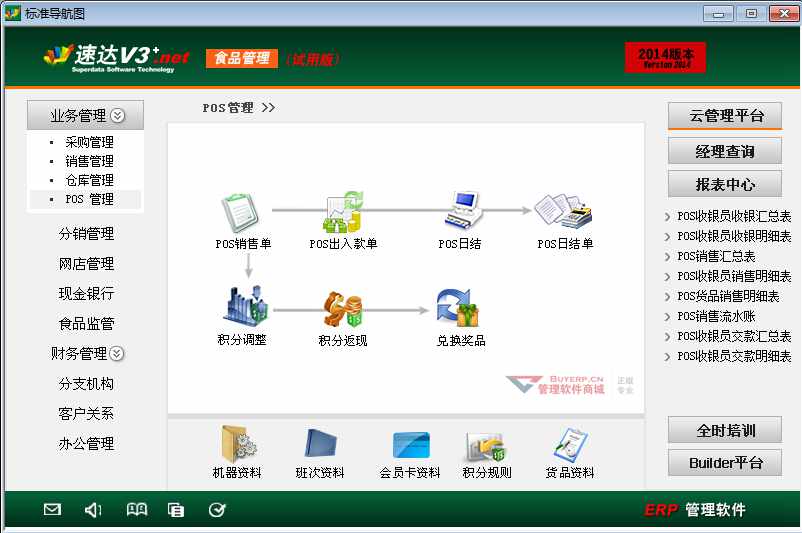 标准导航图
速达V3+.net
Superdata Software Technology
食品管理
(试用版)
2014版本
Version 2014
业务管理
采购管理
销售管理
仓库管理
POS 管理
分销管理
网店管理
现金银行
食品监管
财务管理
分支机构
客户关系
办公管理
POS管理 >>
POS销售单
POS出入款单
POS日结
POS日结单
积分调整
积分返现
兑换奖品
BUYERP.CN
管理软件商城
正版
专业
机器资料
班次资料
会员卡资料
积分规则
货品资料
云管理平台
经理查询
报表中心
POS收银员收银汇总表
POS收银员收银明细表
POS销售汇总表
POS收银员销售明细表
POS货品销售明细表
POS销售流水账
POS收银员交款汇总表
POS收银员交款明细表
全时培训
Builder平台
ERP 管理软件